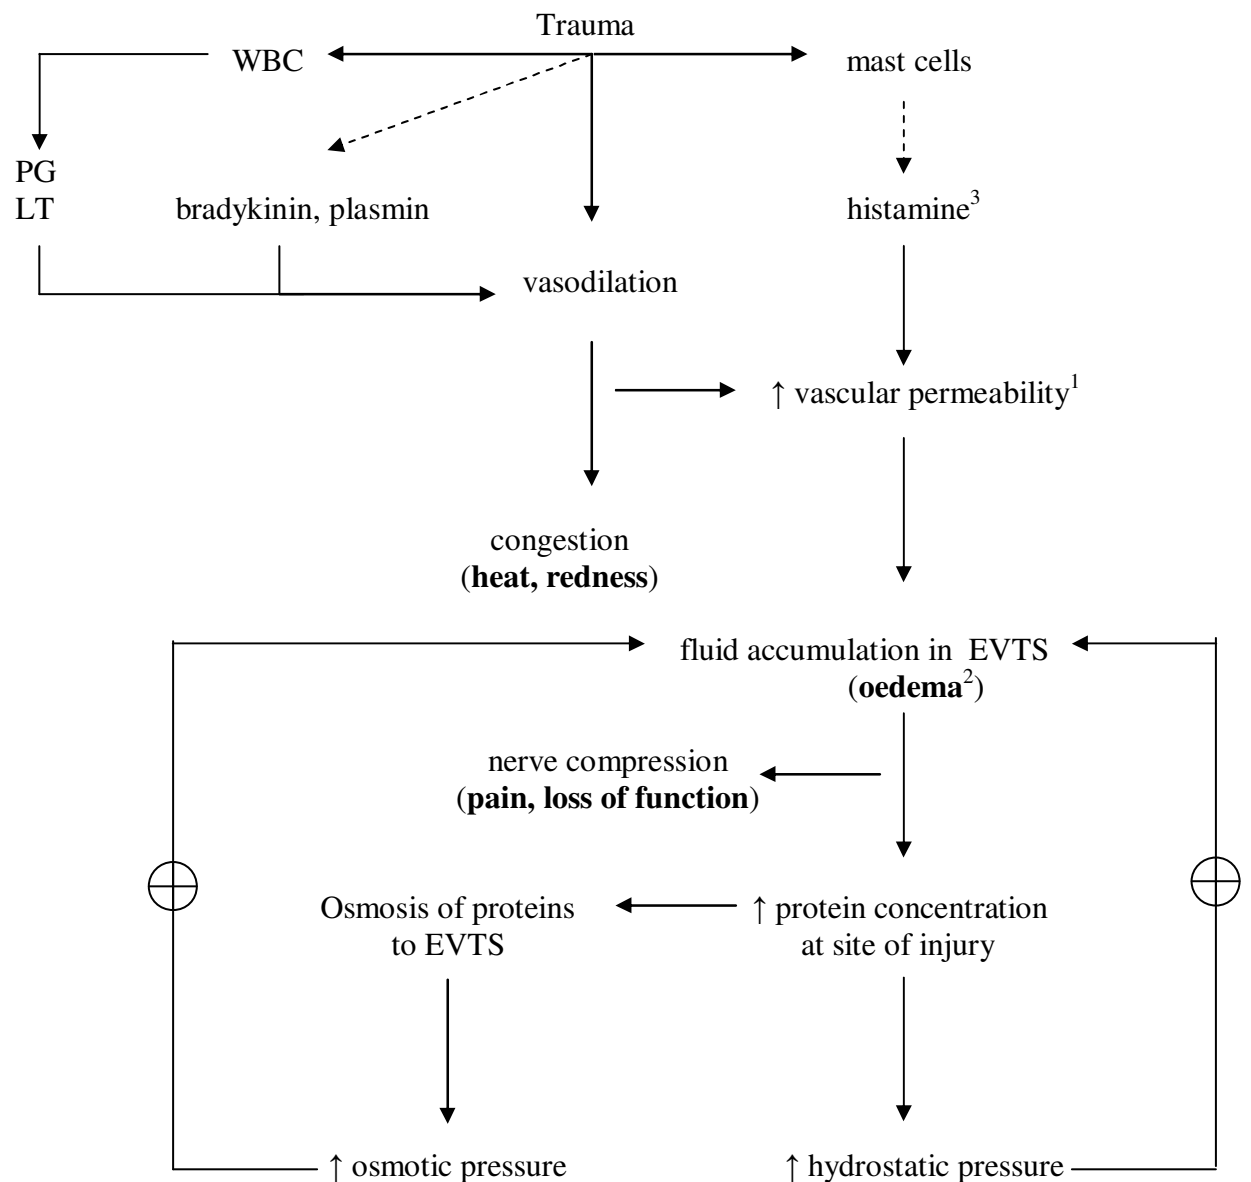 Trauma
WBC
mast cells
PG
LT
bradykinin, plasmin
histamine³
vasodilation
↑ vascular permeability¹
congestion
(heat, redness)
fluid accumulation in EVTS
(oedema²)
nerve compression
(pain, loss of function)
Osmosis of proteins
to EVTS
↑ protein concentration
at site of injury
↑ osmotic pressure
↑ hydrostatic pressure